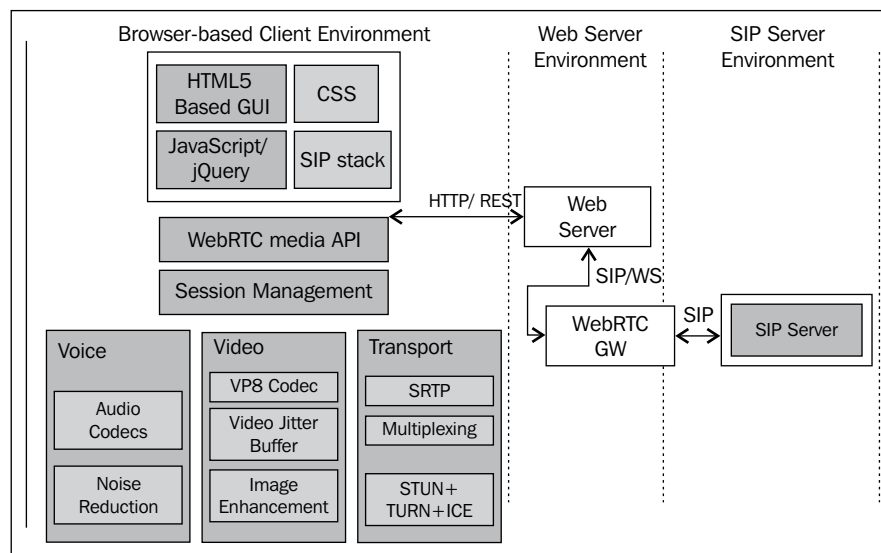 Browser-based Client Environment
Web Server
Environment
SIP Server
Environment
HTML5
Based GUI
CSS
JavaScript/
jQuery
SIP stack
HTTP/ REST
WebRTC media API
Web
Server
Session Management
SIP/WS
WebRTC
GW
SIP
SIP Server
Voice
Audio
Codecs
Noise
Reduction
Video
VP8 Codec
Video Jitter
Buffer
Image
Enhancement
Transport
SRTP
Multiplexing
STUN+
TURN+ICE